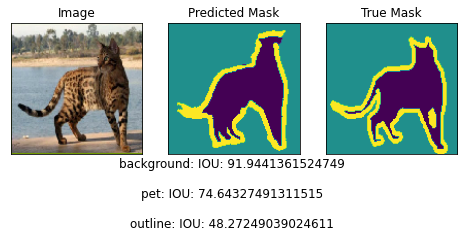 Image
Predicted Mask
True Mask
background: IOU: 91.9441361524749
pet: IOU: 74.64327491311515
outline: IOU: 48.27249039024611